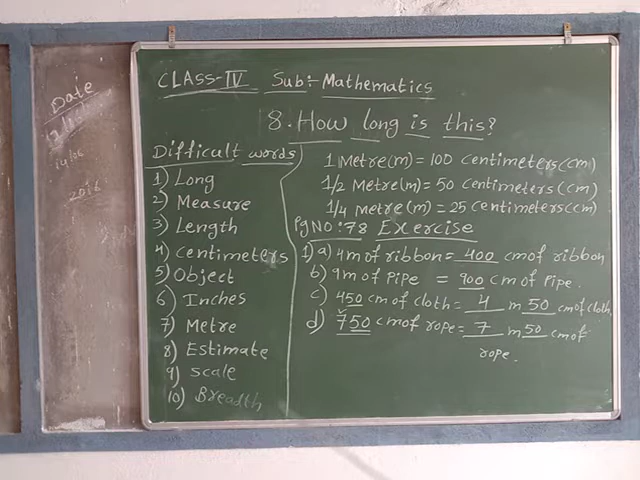 Date
2016
CLASS-IV Sub:- Mathematics
8. How long is this?
Difficult words
1) Long
2) Measure
3) Length
4) centimeters
5) Object
6) Inches
7) Metre
8) Estimate
9) scale
10) Breadth
1 Metre(m) = 100 centimeters(cm)
1/2 Metre(m) = 50 centimeters(cm)
1/4 Metre(m) = 25 centimeters(cm)
Pg NO:78 Exercise
1) a) 4m of ribbon = 400 cm of ribbon
b) 9m of Pipe = 900 cm of Pipe.
c) 450 cm of cloth = 4 m 50 cm of cloth.
d) 750 cm of rope = 7 m 50 cm of
rope.